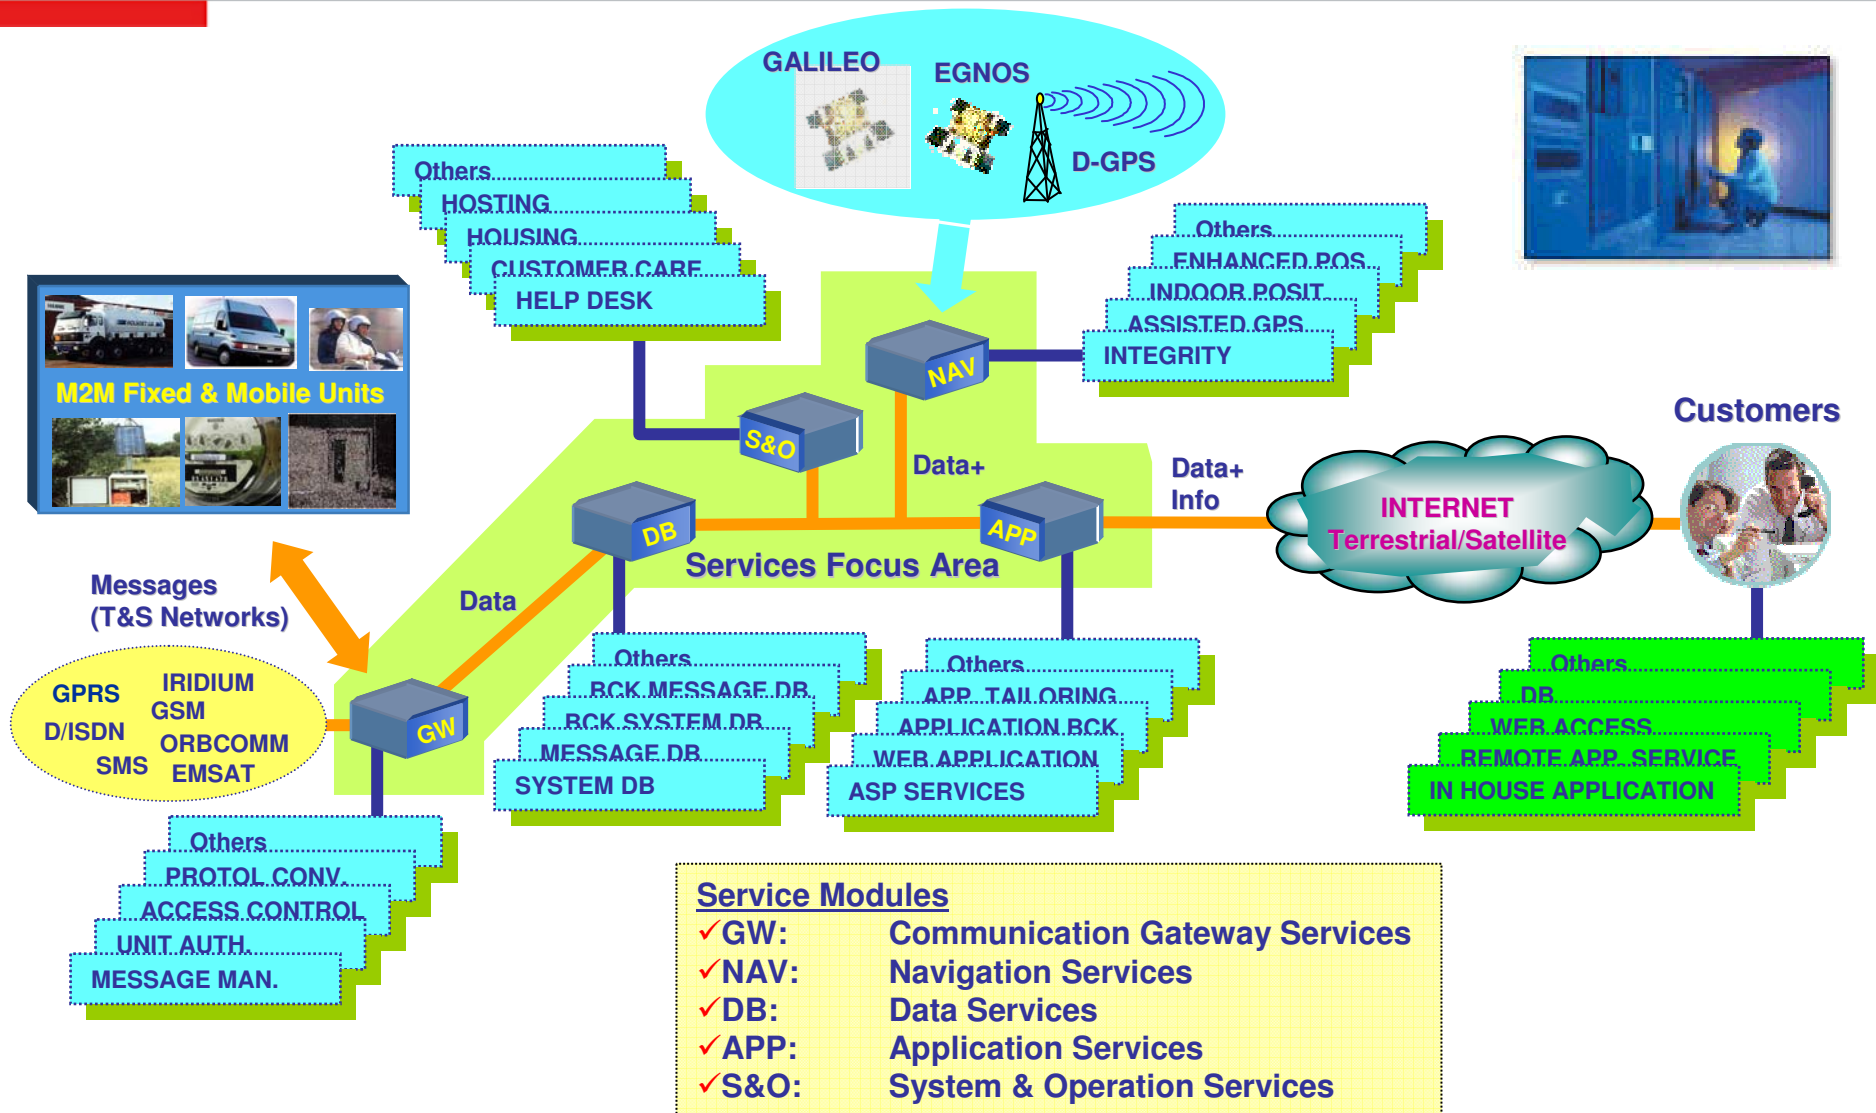 GALILEO
EGNOS
D-GPS
Others
HOSTING
HOUSING
CUSTOMER CARE
HELP DESK
Others
ENHANCED POS.
INDOOR POSIT.
ASSISTED GPS
INTEGRITY
M2M Fixed & Mobile Units
NAV
S&O
Data+
DB
APP
Services Focus Area
Data+
Info
INTERNET
Terrestrial/Satellite
Customers
Messages
(T&S Networks)
Data
GPRS
IRIDIUM
GSM
D/ISDN
ORBCOMM
SMS
EMSAT
GW
Others
BCK MESSAGE DB
BCK SYSTEM DB
MESSAGE DB
SYSTEM DB
Others
APP. TAILORING
APPLICATION BCK
WEB APPLICATION
ASP SERVICES
Others
DB
WEB ACCESS
REMOTE APP. SERVICE
IN HOUSE APPLICATION
Others
PROTOL CONV.
ACCESS CONTROL
UNIT AUTH.
MESSAGE MAN.
Service Modules
✓GW: Communication Gateway Services
✓NAV: Navigation Services
✓DB: Data Services
✓APP: Application Services
✓S&O: System & Operation Services